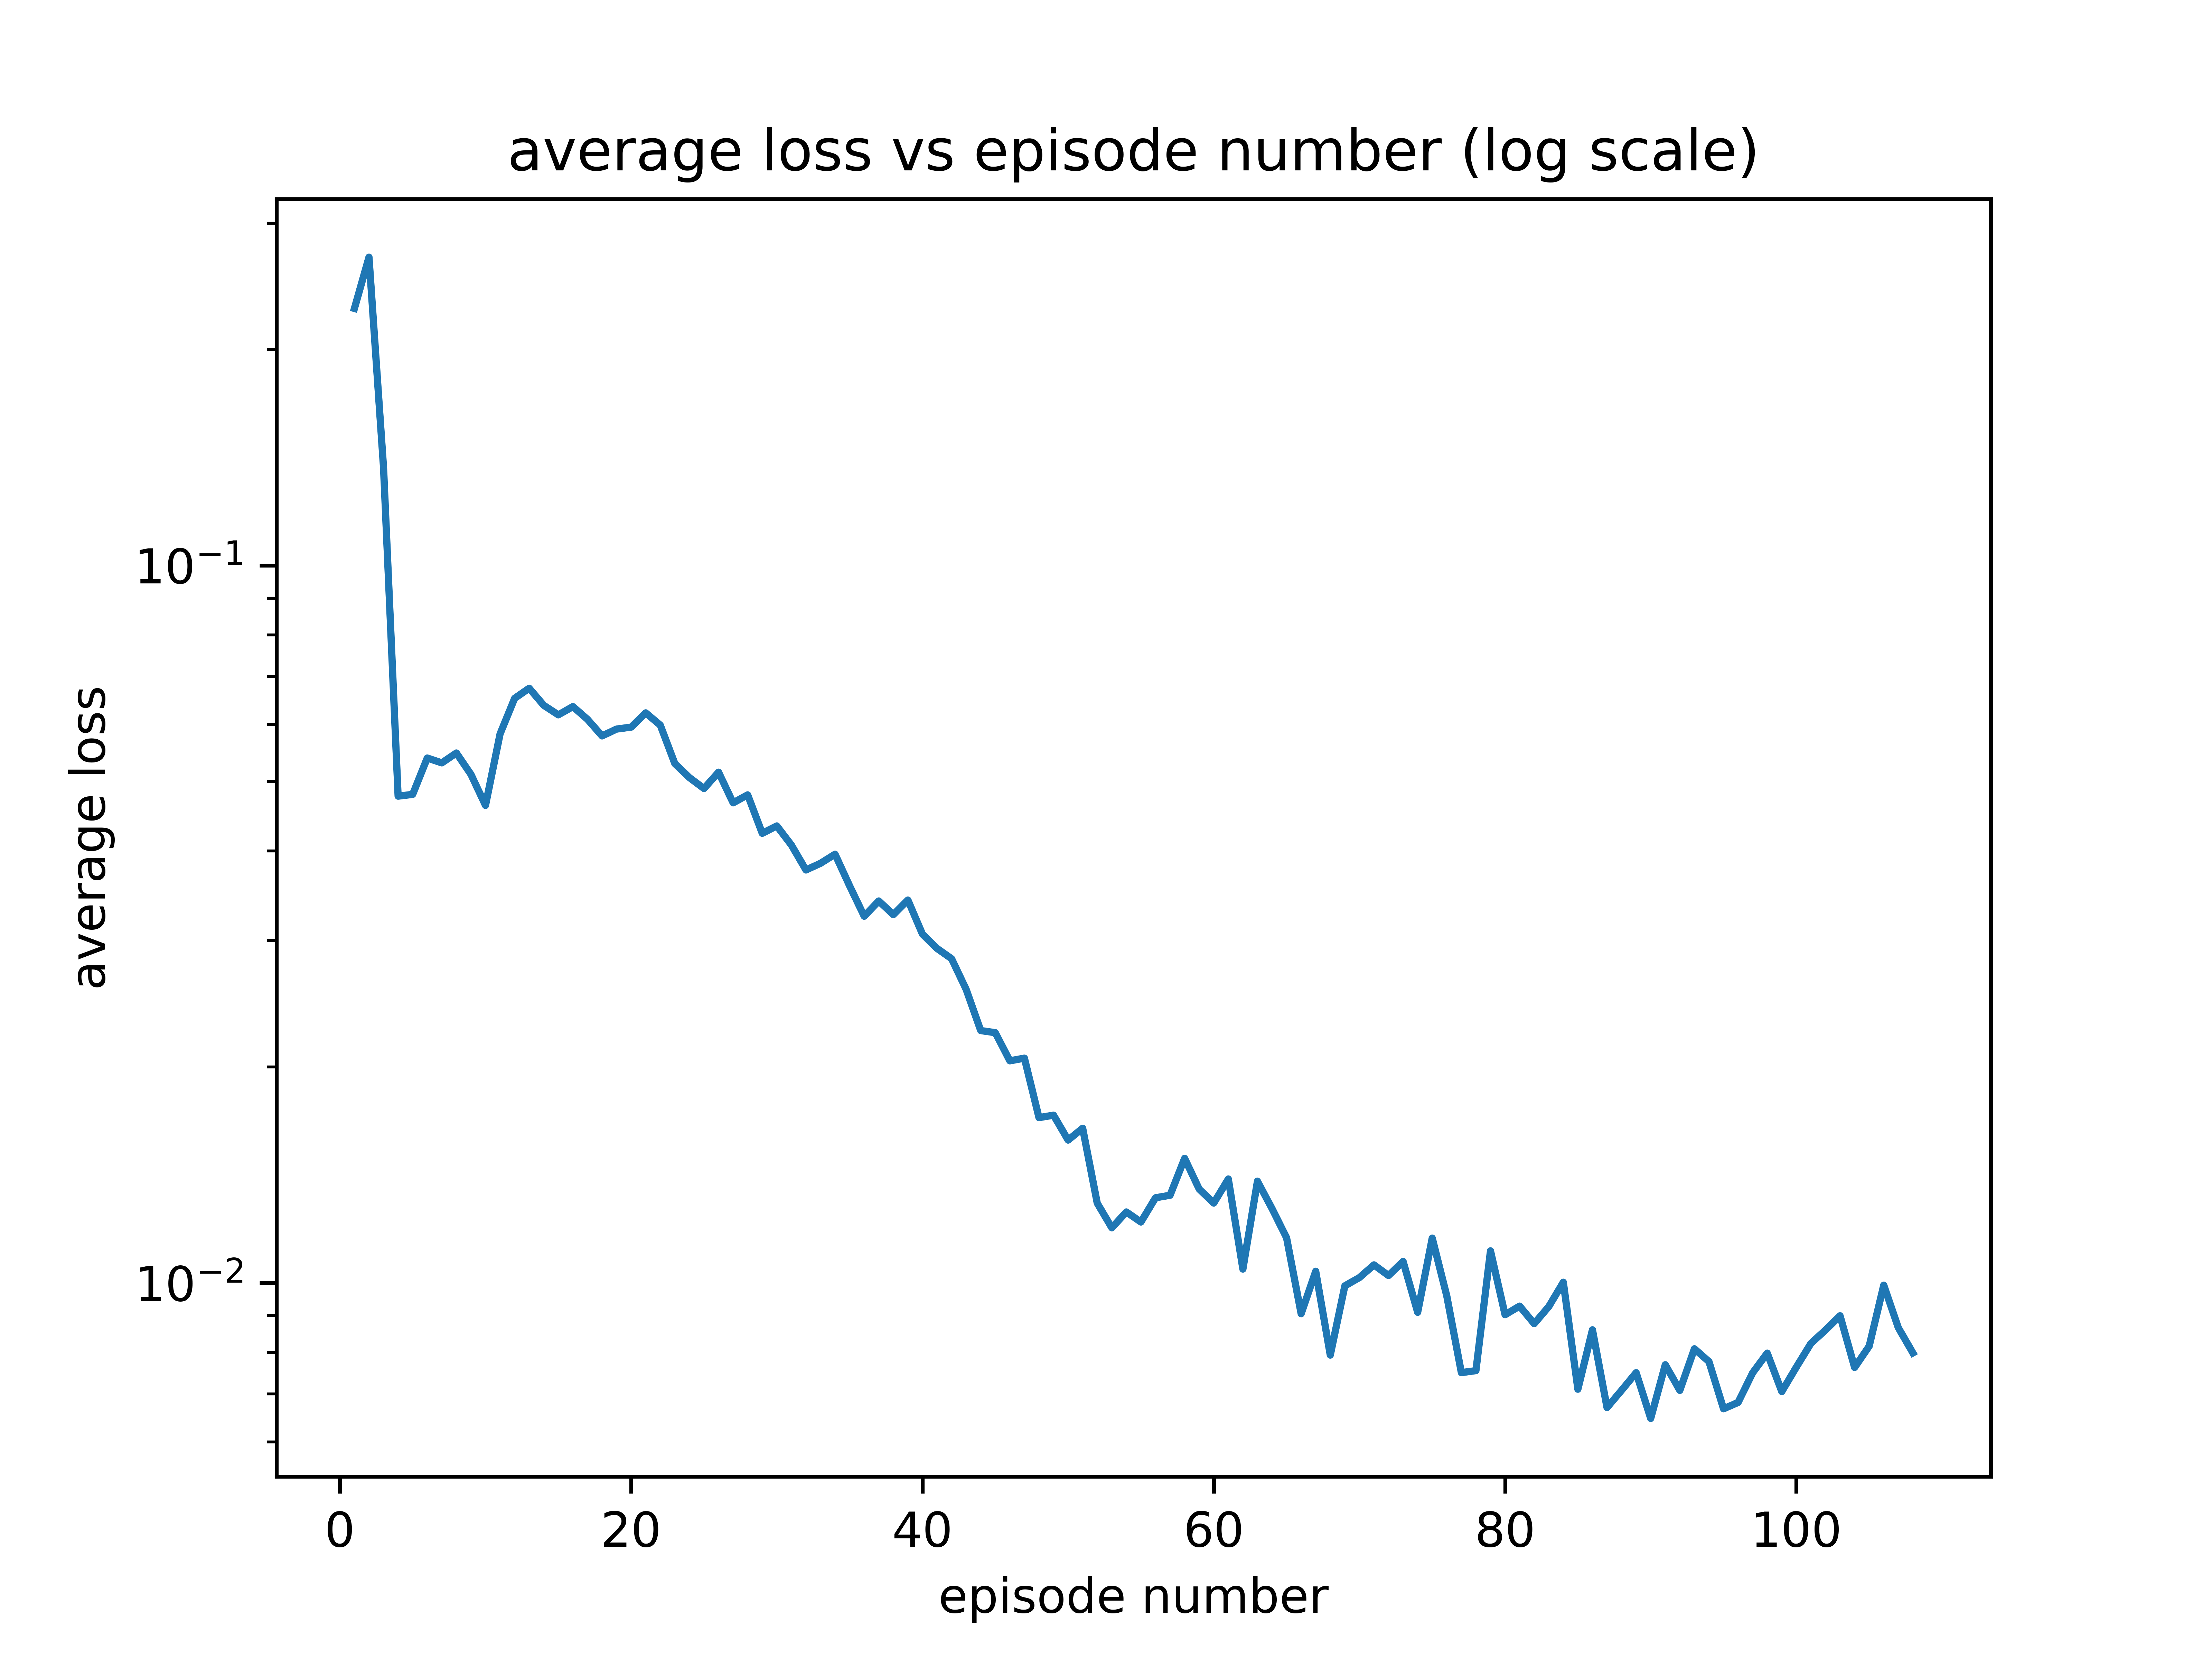 average loss vs episode number (log scale)
average loss
10⁻¹
10⁻²
0 20 40 60 80 100
episode number